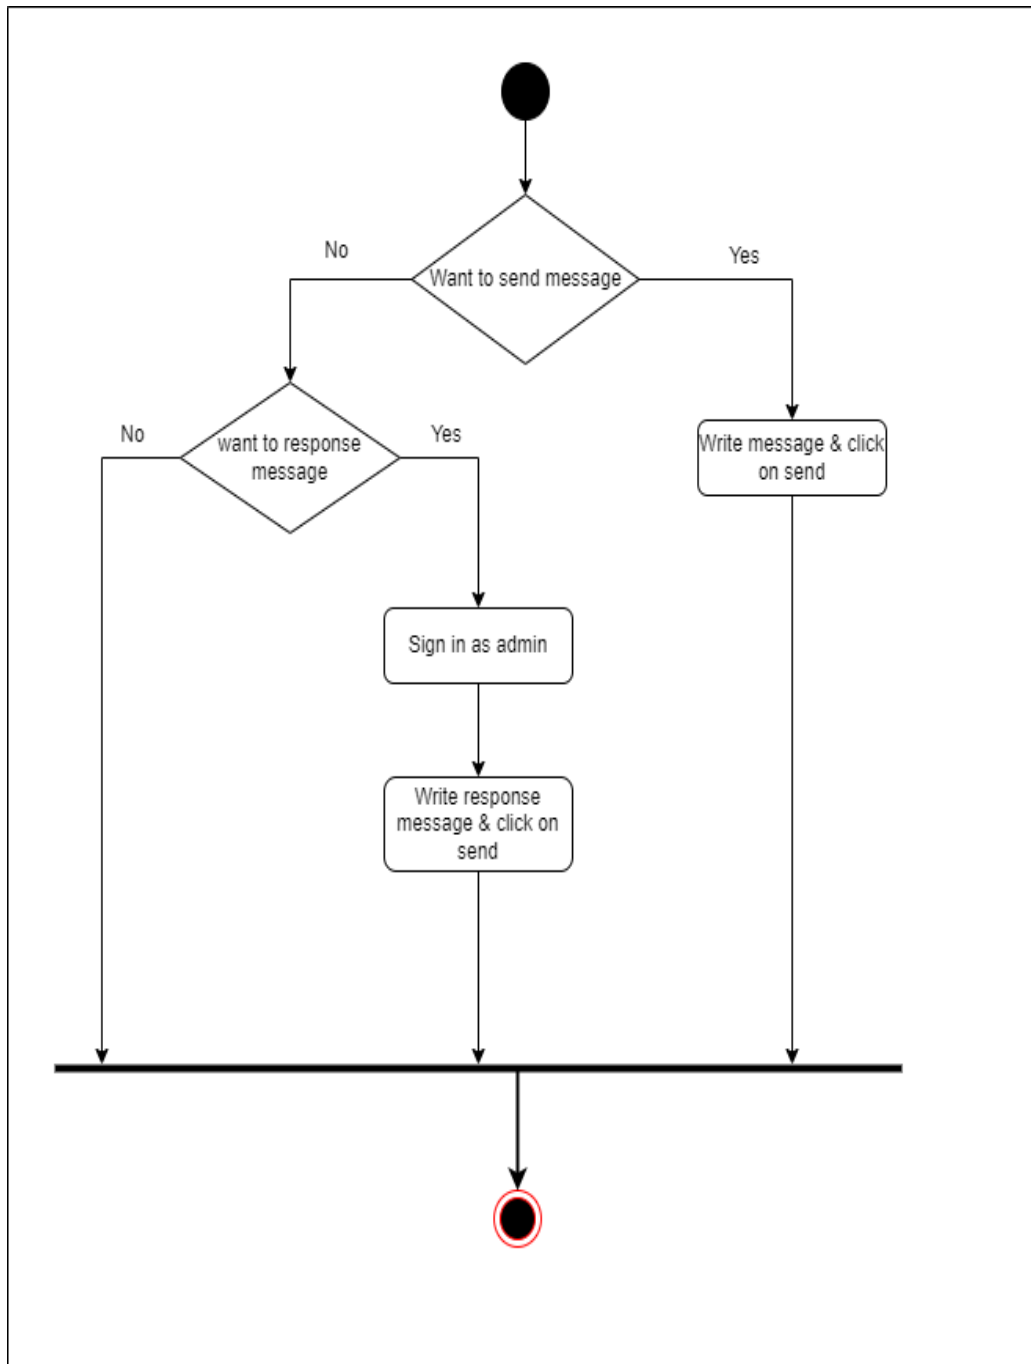 No
Want to send message
Yes
No
want to response
message
Yes
Write message & click
on send
Sign in as admin
Write response
message & click on
send